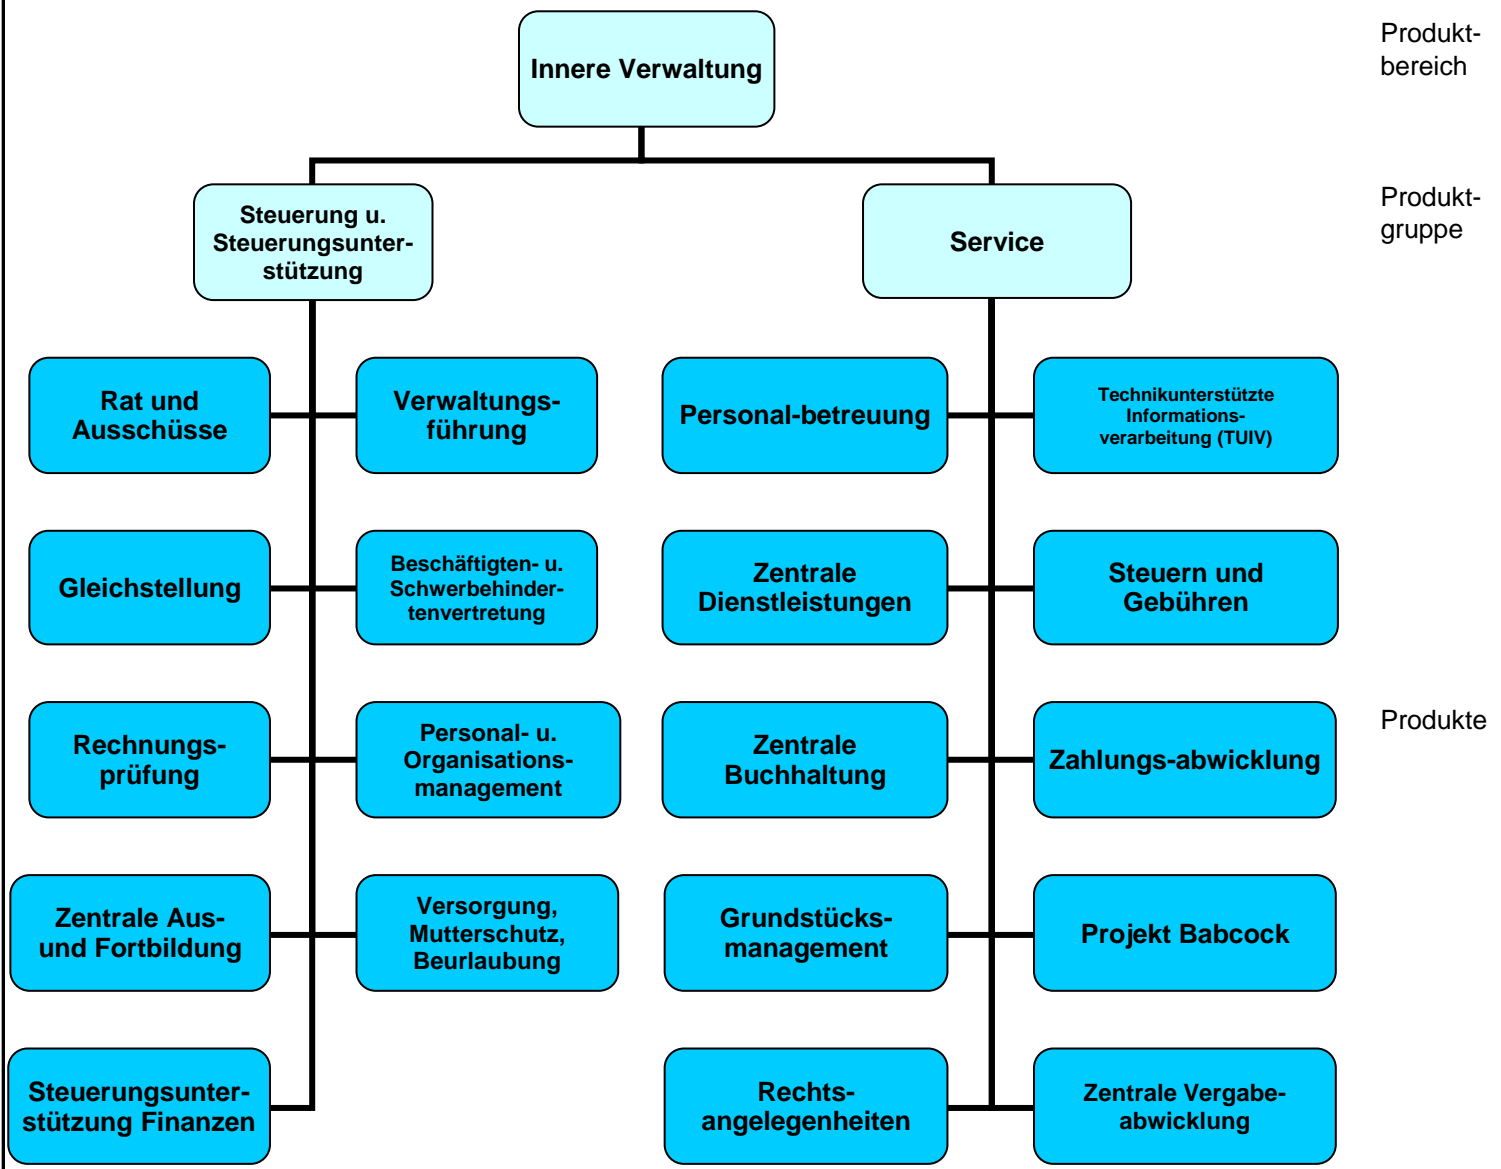 Innere Verwaltung
Produkt-
bereich
Steuerung u.
Steuerungsunter-
stützung
Service
Produkt-
gruppe
Rat und
Ausschüsse
Verwaltungs-
führung
Personal-betreuung
Technikunterstützte
Informations-
verarbeitung (TUIV)
Gleichstellung
Beschäftigten- u.
Schwerbehinder-
tenvertretung
Zentrale
Dienstleistungen
Steuern und
Gebühren
Rechnungs-
prüfung
Personal- u.
Organisations-
management
Zentrale
Buchhaltung
Zahlungs-abwicklung
Produkte
Zentrale Aus-
und Fortbildung
Versorgung,
Mutterschutz,
Beurlaubung
Grundstücks-
management
Projekt Babcock
Steuerungsunter-
stützung Finanzen
Rechts-
angelegenheiten
Zentrale Vergabe-
abwicklung